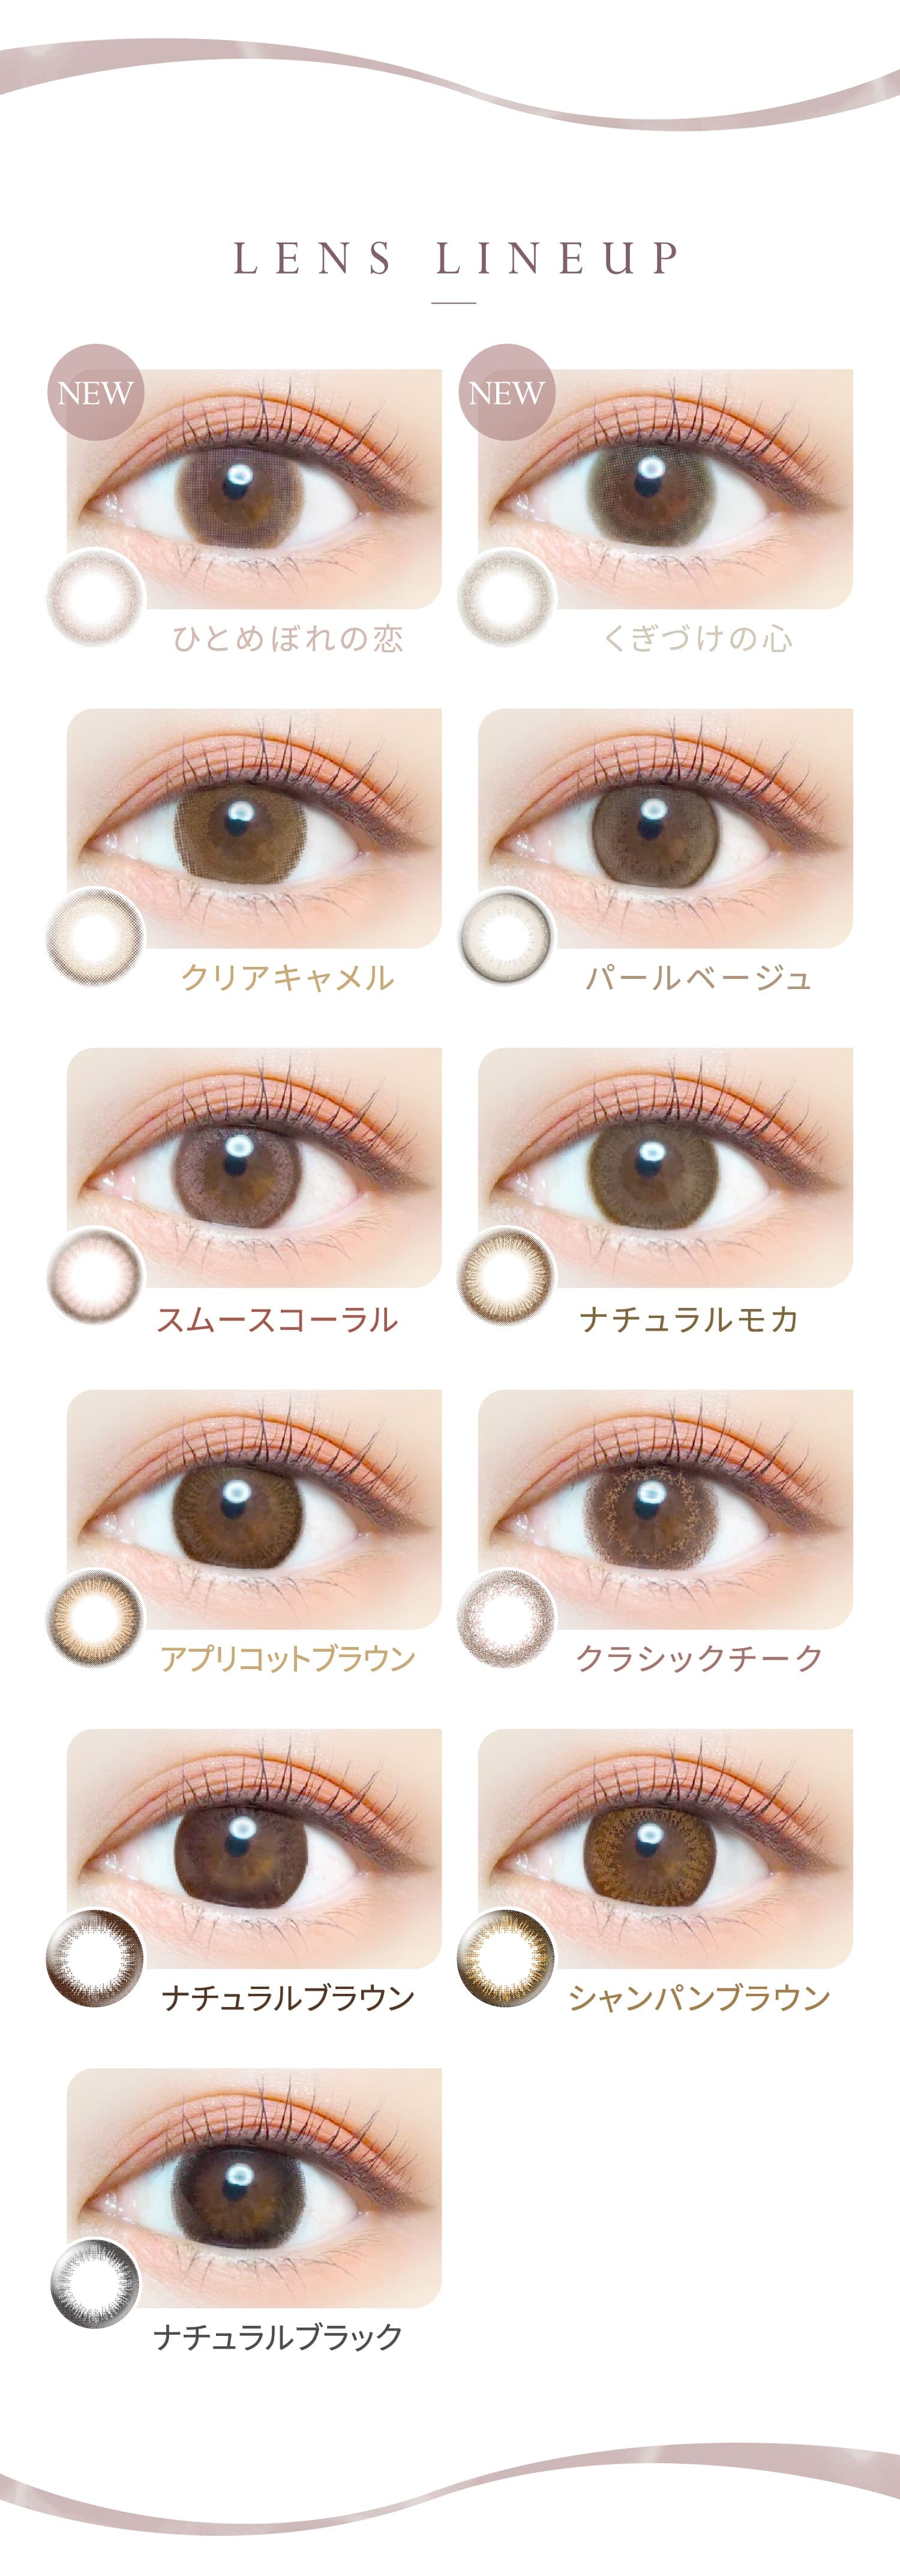 LENS LINEUP
NEW
NEW
ひとめぼれの恋
くぎづけの心
クリアキャメル
パールベージュ
スムースコーラル
ナチュラルモカ
アプリコットブラウン
クラシックチーク
ナチュラルブラウン
シャンパンブラウン
ナチュラルブラック